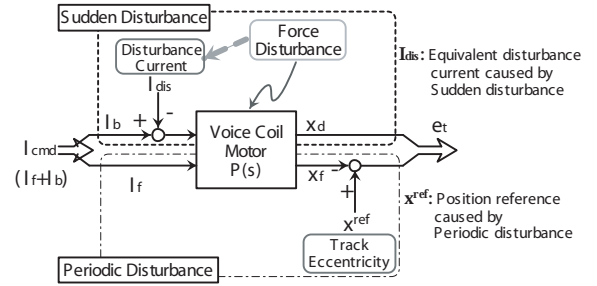 Sudden Disturbance
Disturbance
Current
Force
Disturbance
Idis: Equivalent disturbance
current caused by
Sudden disturbance
Idis
Ib + -
Icmd
(If+Ib)
If
Voice Coil
Motor
P(s)
xd
xf -
+
et
xref
Track
Eccentricity
xref: Position reference
caused by
Periodic disturbance
Periodic Disturbance